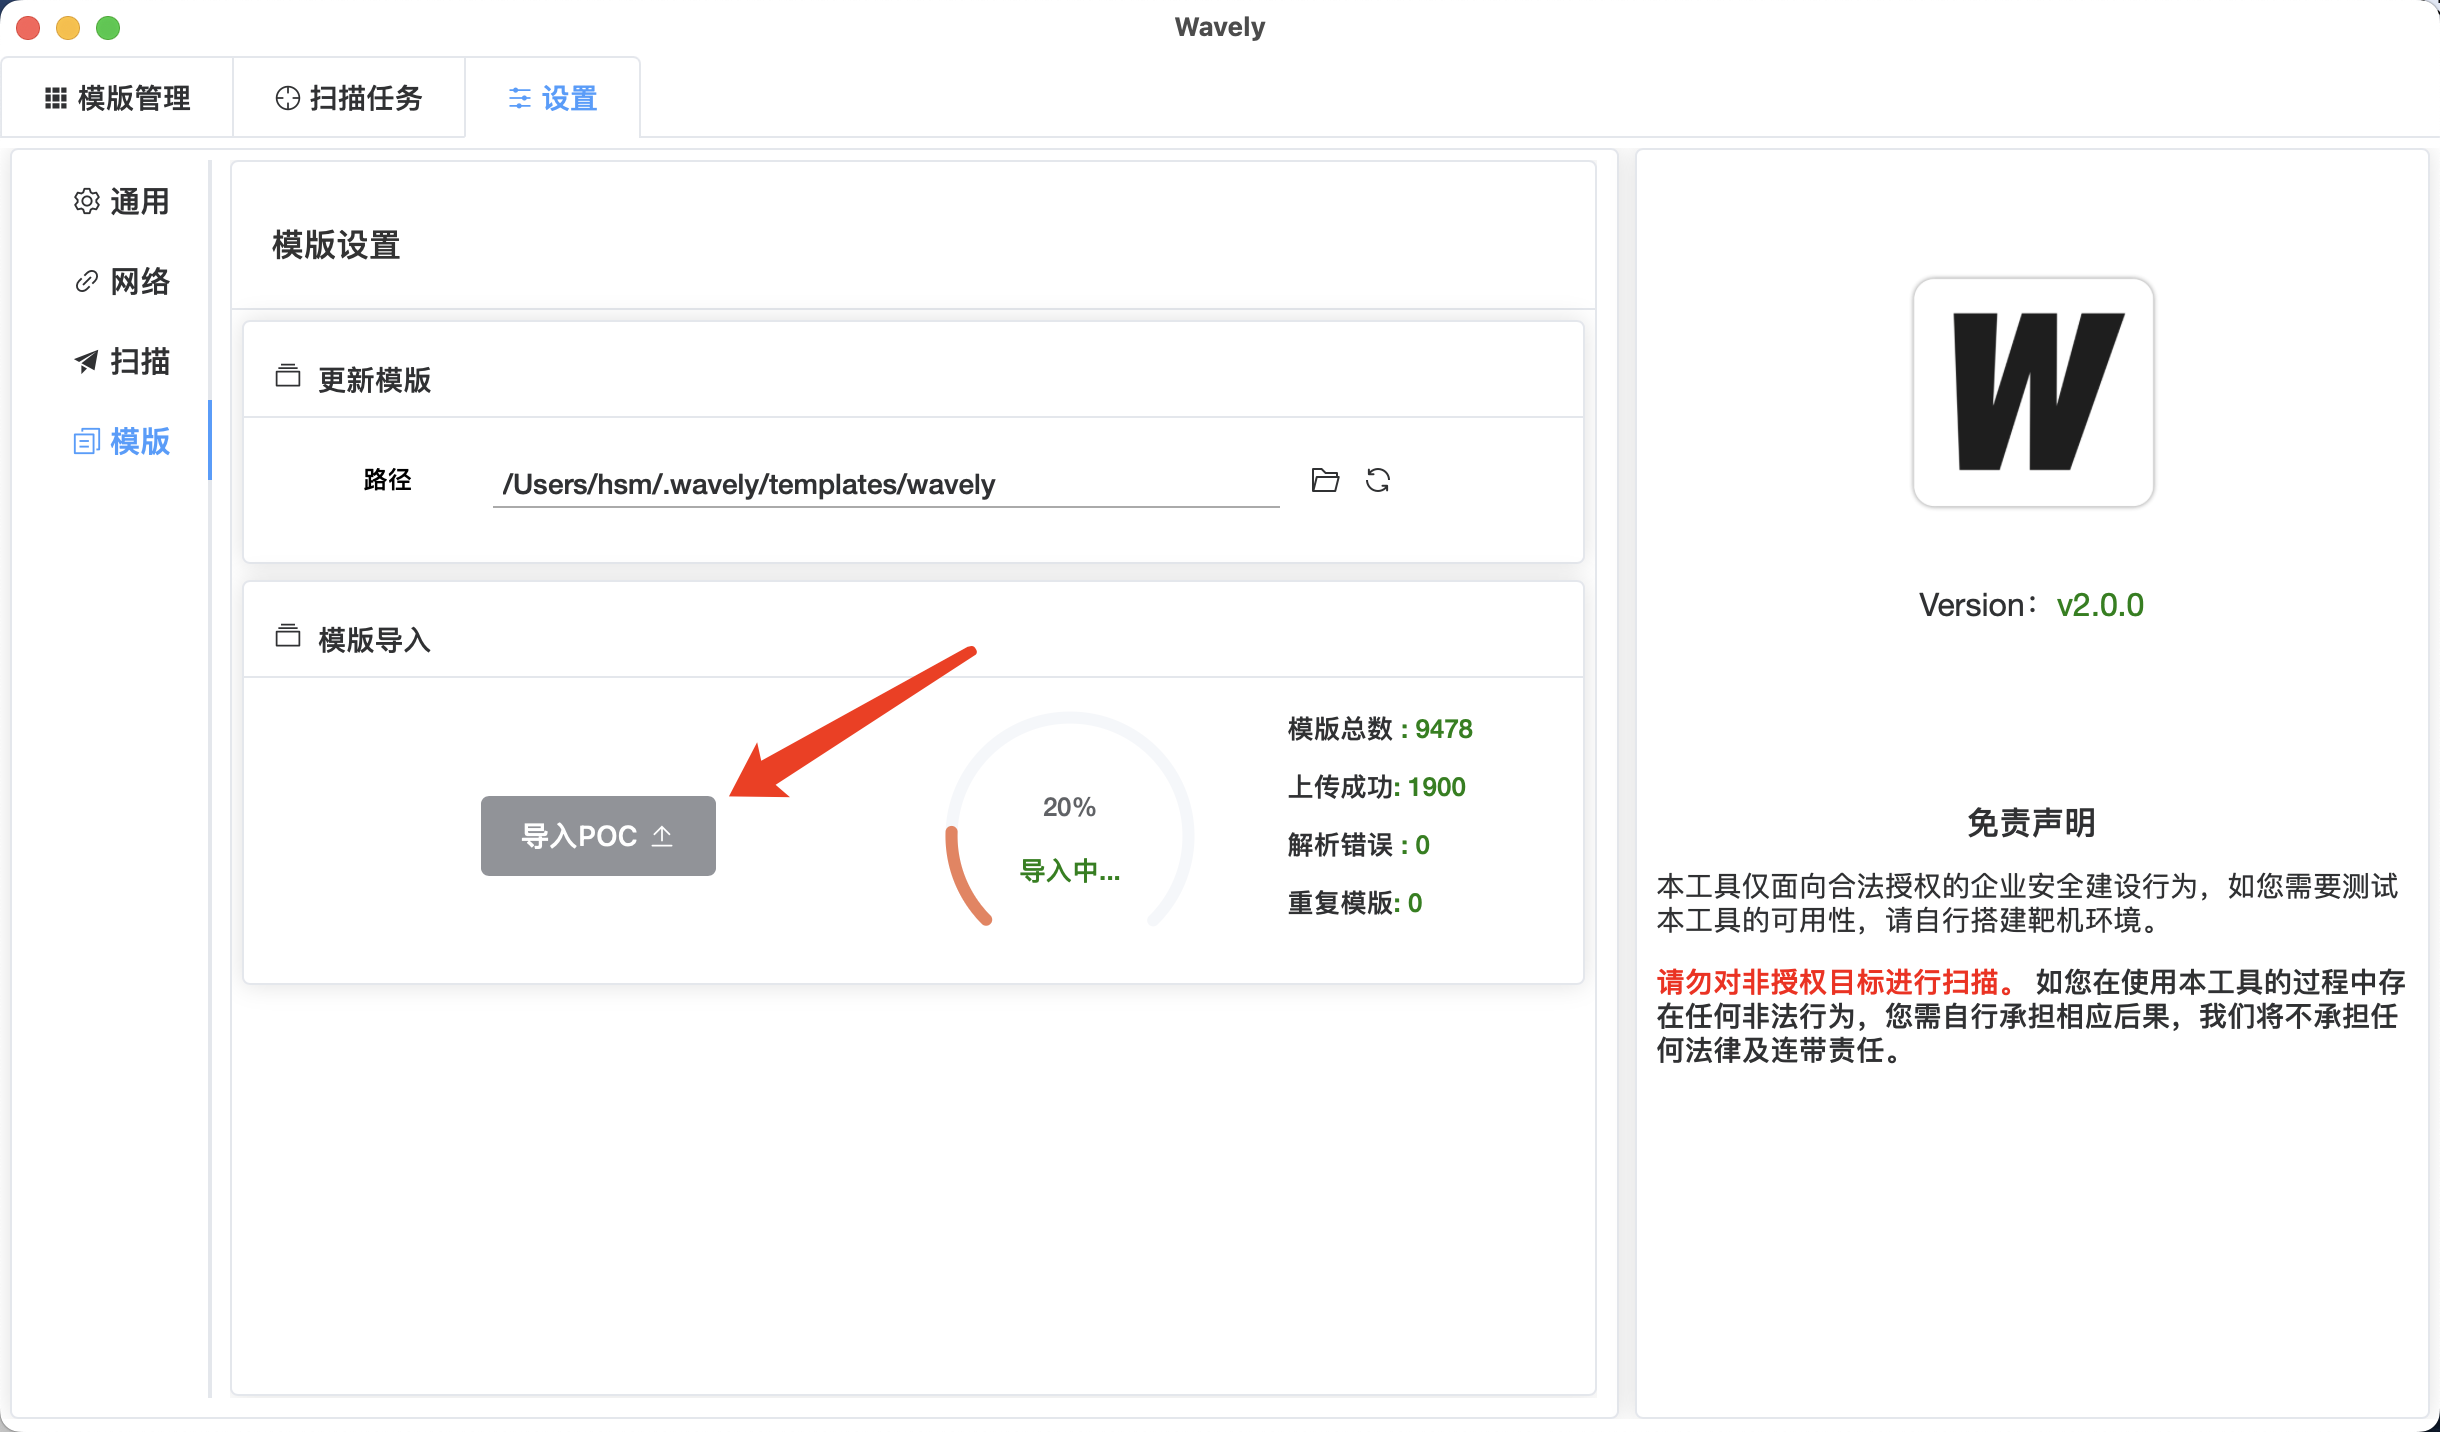 Wavely
模版管理
扫描任务
设置
通用
网络
扫描
模版
模版设置
更新模版
路径
/Users/hsm/.wavely/templates/wavely
模版导入
导入POC
20%
导入中...
模版总数 : 9478
上传成功: 1900
解析错误 : 0
重复模版: 0
W
Version：v2.0.0
免责声明
本工具仅面向合法授权的企业安全建设行为，如您需要测试
本工具的可用性，请自行搭建靶机环境。
请勿对非授权目标进行扫描。 如您在使用本工具的过程中存
在任何非法行为，您需自行承担相应后果，我们将不承担任
何法律及连带责任。